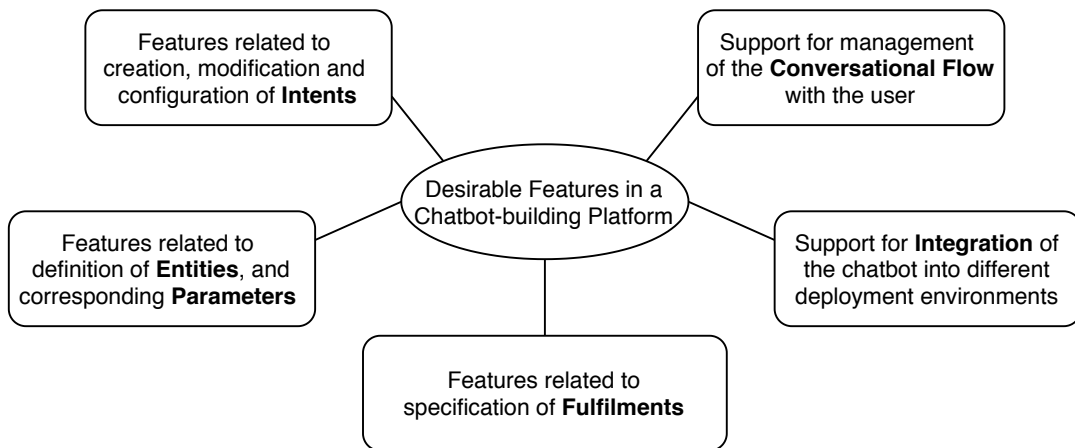 Features related to
creation, modification and
configuration of Intents
Support for management
of the Conversational Flow
with the user
Desirable Features in a
Chatbot-building Platform
Features related to
definition of Entities, and
corresponding Parameters
Support for Integration of
the chatbot into different
deployment environments
Features related to
specification of Fulfilments